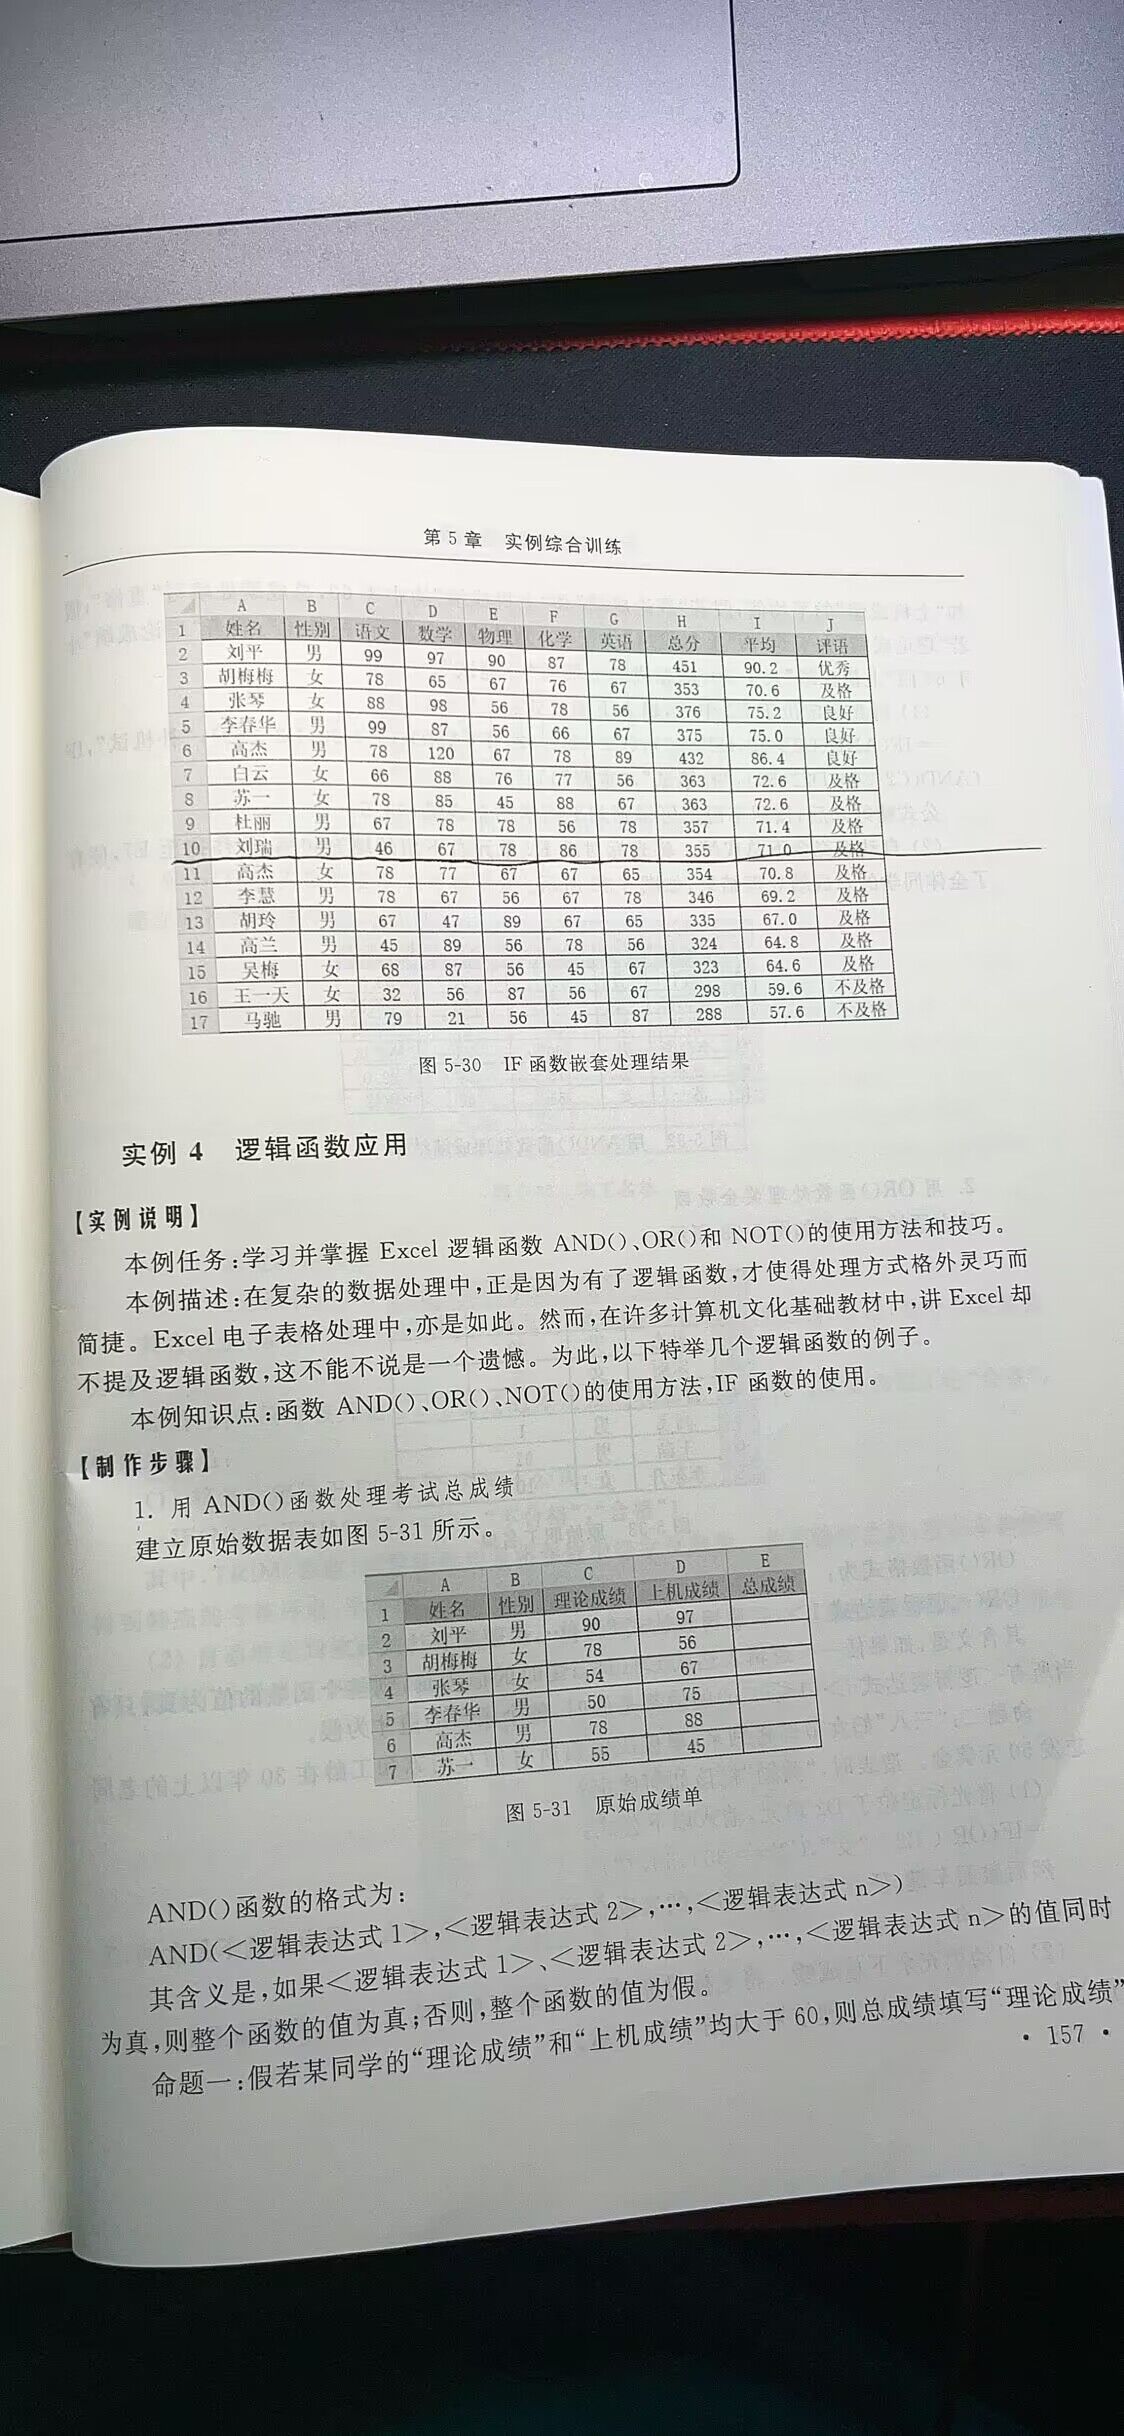 第5章 实例综合训练
A B C D E F G H I J
1 姓名 性别 语文 数学 物理 化学 英语 总分 平均 评语
2 刘平 男 99 97 90 87 78 451 90.2 优秀
3 胡梅梅 女 78 65 67 76 67 353 70.6 及格
4 张琴 女 88 98 56 78 56 376 75.2 良好
5 李春华 男 99 87 56 66 67 375 75.0 良好
6 高杰 男 78 120 67 78 89 432 86.4 良好
7 白云 女 66 88 76 77 56 363 72.6 及格
8 苏一 女 78 85 45 88 67 363 72.6 及格
9 杜丽 男 67 78 78 56 78 357 71.4 及格
10 刘瑞 男 46 67 78 86 78 355 71.0 及格
11 高杰 女 78 77 67 67 65 354 70.8 及格
12 李慧 男 78 67 56 67 78 346 69.2 及格
13 胡玲 男 67 47 89 67 65 335 67.0 及格
14 高兰 男 45 89 56 78 56 324 64.8 及格
15 吴梅 女 68 87 56 45 67 323 64.6 及格
16 王一天 女 32 56 87 56 67 298 59.6 不及格
17 马驰 男 79 21 56 45 87 288 57.6 不及格
图 5-30 IF 函数嵌套处理结果
实例 4 逻辑函数应用
【实例说明】
本例任务:学习并掌握 Excel 逻辑函数 AND()、OR()和 NOT()的使用方法和技巧。
本例描述:在复杂的数据处理中,正是因为有了逻辑函数,才使得处理方式格外灵巧而
简捷。Excel 电子表格处理中,亦是如此。然而,在许多计算机文化基础教材中,讲 Excel 却
不提及逻辑函数,这不能不说是一个遗憾。为此,以下特举几个逻辑函数的例子。
本例知识点:函数 AND()、OR()、NOT()的使用方法,IF 函数的使用。
【制作步骤】
1. 用 AND()函数处理考试总成绩
建立原始数据表如图 5-31 所示。
A B C D E
1 姓名 性别 理论成绩 上机成绩 总成绩
2 刘平 男 90 97
3 胡梅梅 女 78 56
4 张琴 女 54 67
5 李春华 男 50 75
6 高杰 男 78 88
7 苏一 女 55 45
图 5-31 原始成绩单
AND()函数的格式为:
AND(<逻辑表达式 1>,<逻辑表达式 2>,…,<逻辑表达式 n>)
其含义是,如果<逻辑表达式 1>、<逻辑表达式 2>,…,<逻辑表达式 n>的值同时
为真,则整个函数的值为真;否则,整个函数的值为假。
命题一:假若某同学的“理论成绩”和“上机成绩”均大于 60,则总成绩填写“理论成绩”
· 157 ·